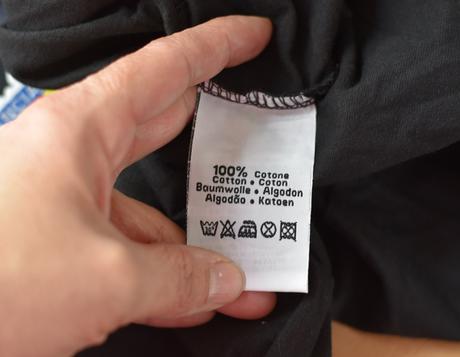 100% Cotone
Cotton • Coton
Baumwolle • Algodon
Algodão • Katoen